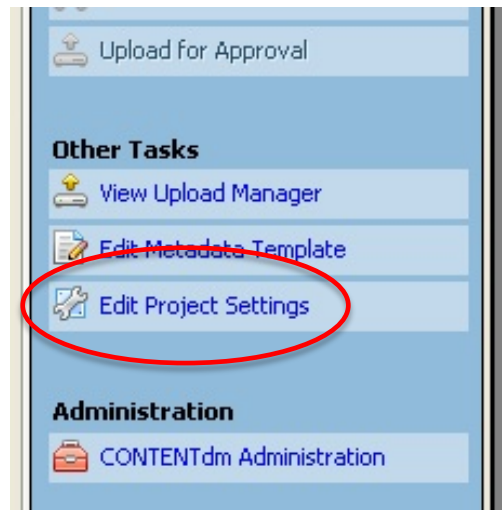 Upload for Approval
Other Tasks
View Upload Manager
Edit Metadata Template
Edit Project Settings
Administration
CONTENTdm Administration